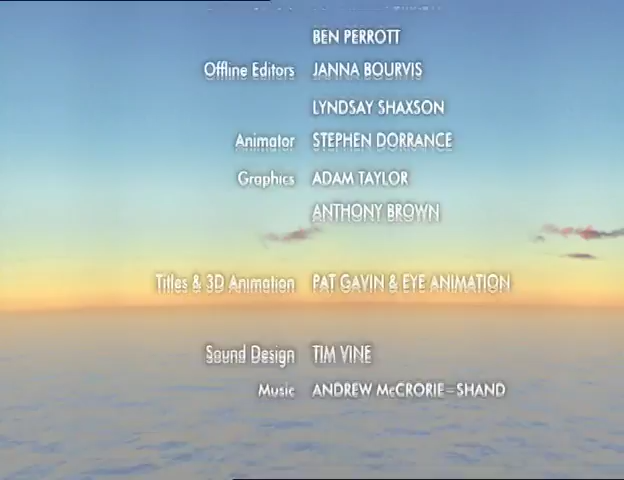 BEN PERROTT
Offline Editors JANNA BOURVIS
LYNDSAY SHAXSON
Animator STEPHEN DORRANCE
Graphics ADAM TAYLOR
ANTHONY BROWN
Titles & 3D Animation PAT GAVIN & EYE ANIMATION
Sound Design TIM VINE
Music ANDREW McCRORIE-SHAND